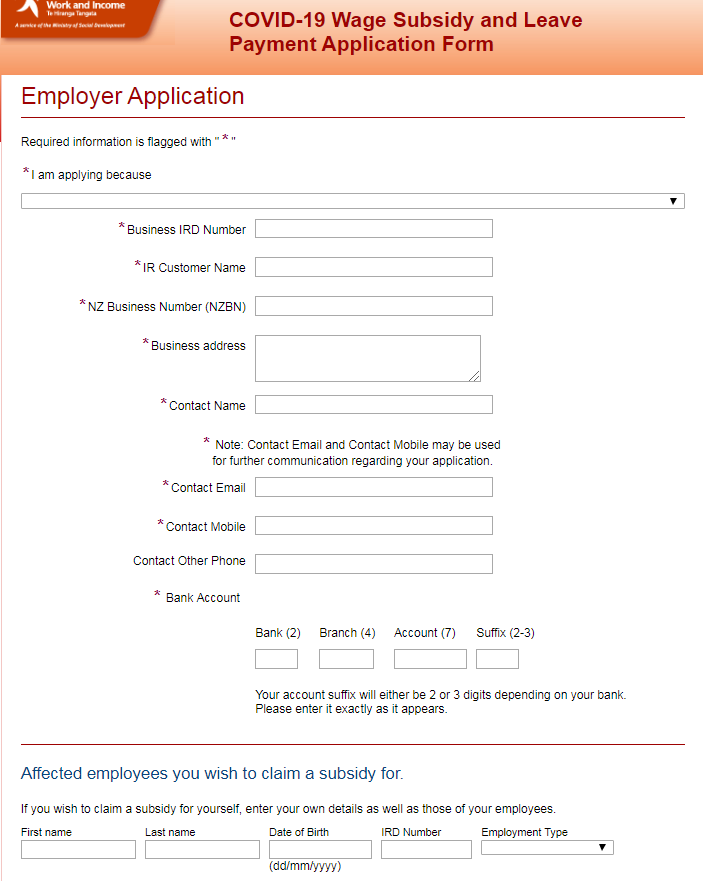 Work and Income
Te Hiranga Tangata
A service of the Ministry of Social Development
COVID-19 Wage Subsidy and Leave
Payment Application Form
Employer Application
Required information is flagged with " * "
* I am applying because
* Business IRD Number
* IR Customer Name
* NZ Business Number (NZBN)
* Business address
* Contact Name
* Note: Contact Email and Contact Mobile may be used
for further communication regarding your application.
* Contact Email
* Contact Mobile
Contact Other Phone
* Bank Account
Bank (2) Branch (4) Account (7) Suffix (2-3)
Your account suffix will either be 2 or 3 digits depending on your bank.
Please enter it exactly as it appears.
Affected employees you wish to claim a subsidy for.
If you wish to claim a subsidy for yourself, enter your own details as well as those of your employees.
First name Last name Date of Birth IRD Number Employment Type
(dd/mm/yyyy)